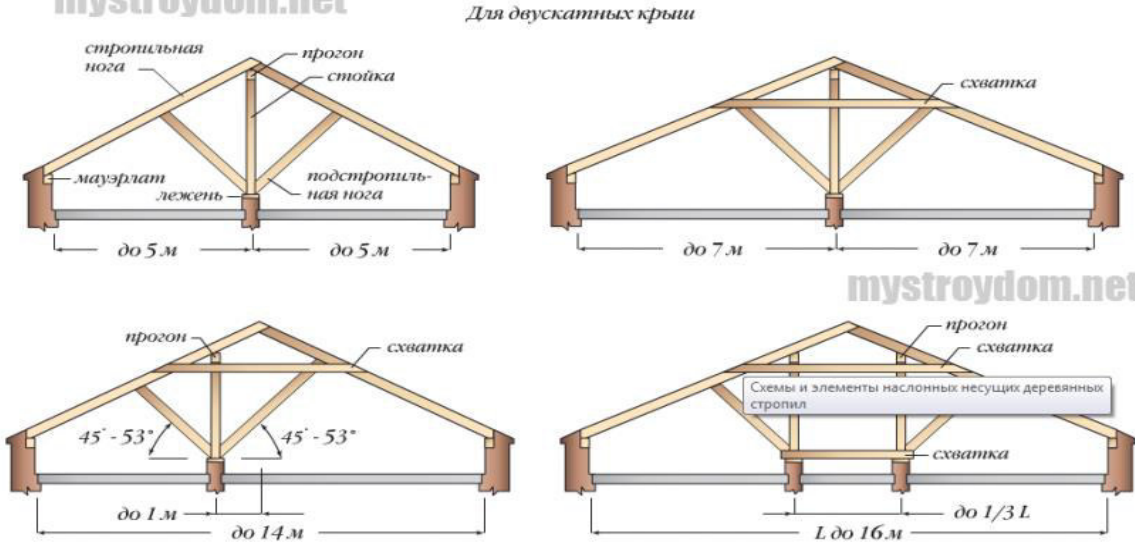 mystroydom.net
Для двускатных крыш
стропильная
нога
прогон
стойка
мауэрлат
лежень
подстропиль-
ная нога
до 5 м
до 5 м
схватка
до 7 м
до 7 м
mystroydom.net
прогон
схватка
45° - 53°
45° - 53°
до 1 м
до 14 м
прогон
схватка
Схемы и элементы наслонных несущих деревянных
стропил
схватка
до 1/3 L
L до 16 м